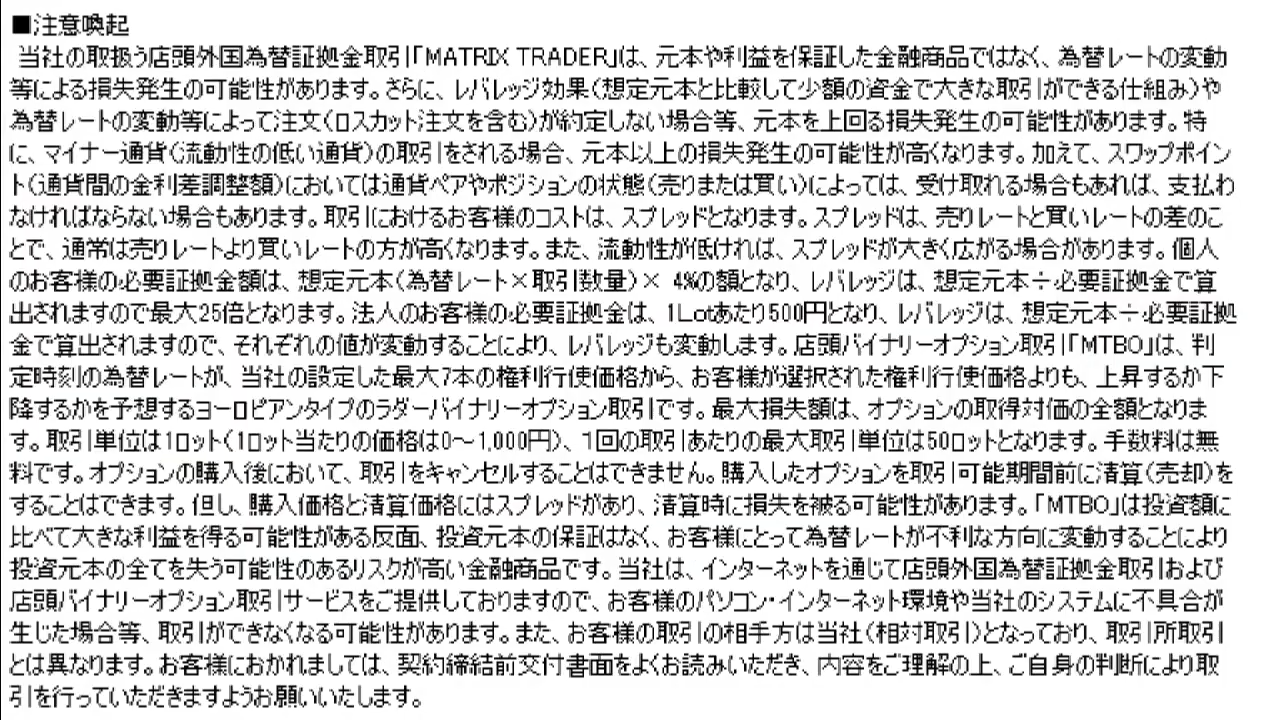 ■注意喚起
当社の取扱う店頭外国為替証拠金取引「MATRIX TRADER」は、元本や利益を保証した金融商品ではなく、為替レートの変動
等による損失発生の可能性があります。さらに、レバレッジ効果（想定元本と比較して少額の資金で大きな取引ができる仕組み）や
為替レートの変動等によって注文（ロスカット注文を含む）が約定しない場合等、元本を上回る損失発生の可能性があります。特
に、マイナー通貨（流動性の低い通貨）の取引をされる場合、元本以上の損失発生の可能性が高くなります。加えて、スワップポイン
ト（通貨間の金利差調整額）においては通貨ペアやポジションの状態（売りまたは買い）によっては、受け取れる場合もあれば、支払わ
なければならない場合もあります。取引におけるお客様のコストは、スプレッドとなります。スプレッドは、売りレートと買いレートの差のこ
とで、通常は売りレートより買いレートの方が高くなります。また、流動性が低ければ、スプレッドが大きく広がる場合があります。個人
のお客様の必要証拠金額は、想定元本（為替レート×取引数量）× 4%の額となり、レバレッジは、想定元本÷必要証拠金で算
出されますので最大25倍となります。法人のお客様の必要証拠金は、1Lotあたり500円となり、レバレッジは、想定元本÷必要証拠
金で算出されますので、それぞれの値が変動することにより、レバレッジも変動します。店頭バイナリーオプション取引「MTBO」は、判
定時刻の為替レートが、当社の設定した最大7本の権利行使価格から、お客様が選択された権利行使価格よりも、上昇するか下
降するかを予想するヨーロピアンタイプのラダーバイナリーオプション取引です。最大損失額は、オプションの取得対価の全額となりま
す。取引単位は1ロット（1ロット当たりの価格は0～1,000円）、1回の取引あたりの最大取引単位は50ロットとなります。手数料は無
料です。オプションの購入後において、取引をキャンセルすることはできません。購入したオプションを取引可能期間前に清算（売却）を
することはできます。但し、購入価格と清算価格にはスプレッドがあり、清算時に損失を被る可能性があります。「MTBO」は投資額に
比べて大きな利益を得る可能性がある反面、投資元本の保証はなく、お客様にとって為替レートが不利な方向に変動することにより
投資元本の全てを失う可能性のあるリスクが高い金融商品です。当社は、インターネットを通じて店頭外国為替証拠金取引および
店頭バイナリーオプション取引サービスをご提供しておりますので、お客様のパソコン・インターネット環境や当社のシステムに不具合が
生じた場合等、取引ができなくなる可能性があります。また、お客様の取引の相手方は当社（相対取引）となっており、取引所取引
とは異なります。お客様におかれましては、契約締結前交付書面をよくお読みいただき、内容をご理解の上、ご自身の判断により取
引を行っていただきますようお願いいたします。